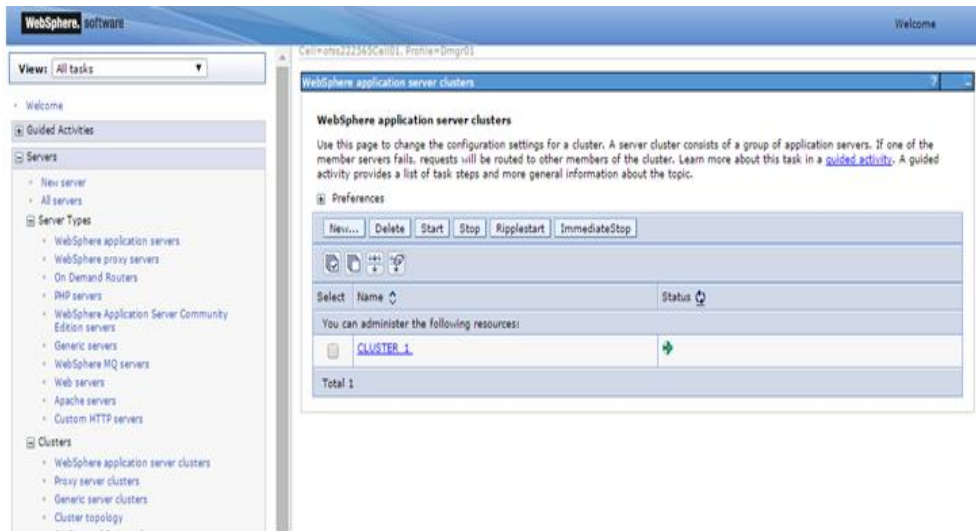 WebSphere. software
Welcome
View: All tasks
Cell=ofss222565Cell01, Profile=Dmgr01
Welcome
Guided Activities
Servers
New server
All servers
Server Types
WebSphere application servers
WebSphere proxy servers
On Demand Routers
PHP servers
WebSphere Application Server Community
Edition servers
Generic servers
WebSphere MQ servers
Web servers
Apache servers
Custom HTTP servers
Clusters
WebSphere application server clusters
Proxy server clusters
Generic server clusters
Cluster topology
WebSphere application server clusters
?
WebSphere application server clusters
Use this page to change the configuration settings for a cluster. A server cluster consists of a group of application servers. If one of the
member servers fails, requests will be routed to other members of the cluster. Learn more about this task in a guided activity. A guided
activity provides a list of task steps and more general information about the topic.
Preferences
New... Delete Start Stop Ripplestart ImmediateStop
Select Name Status
You can administer the following resources:
CLUSTER_1
Total 1